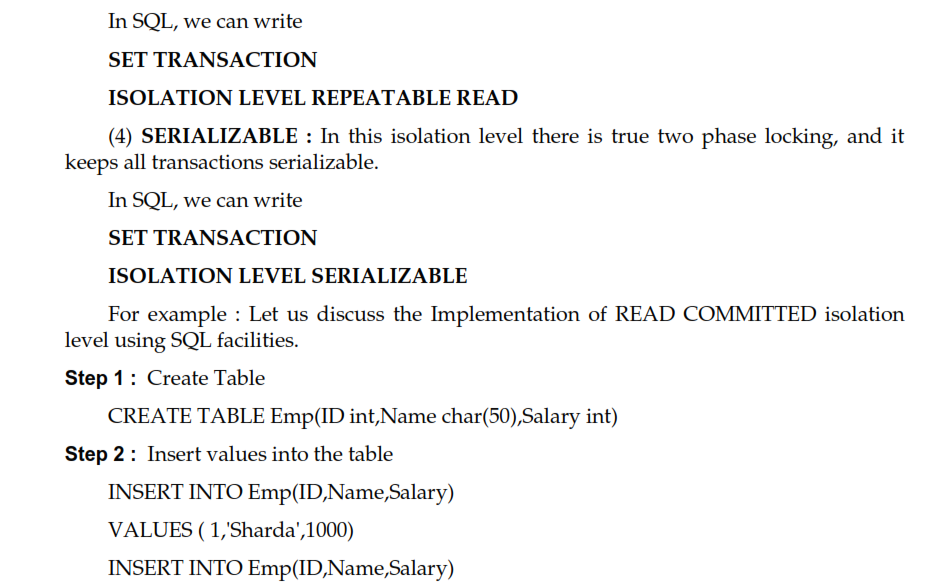 In SQL, we can write
SET TRANSACTION
ISOLATION LEVEL REPEATABLE READ
(4) SERIALIZABLE : In this isolation level there is true two phase locking, and it
keeps all transactions serializable.
In SQL, we can write
SET TRANSACTION
ISOLATION LEVEL SERIALIZABLE
For example : Let us discuss the Implementation of READ COMMITTED isolation
level using SQL facilities.
Step 1 : Create Table
CREATE TABLE Emp(ID int,Name char(50),Salary int)
Step 2 : Insert values into the table
INSERT INTO Emp(ID,Name,Salary)
VALUES ( 1,'Sharda',1000)
INSERT INTO Emp(ID,Name,Salary)